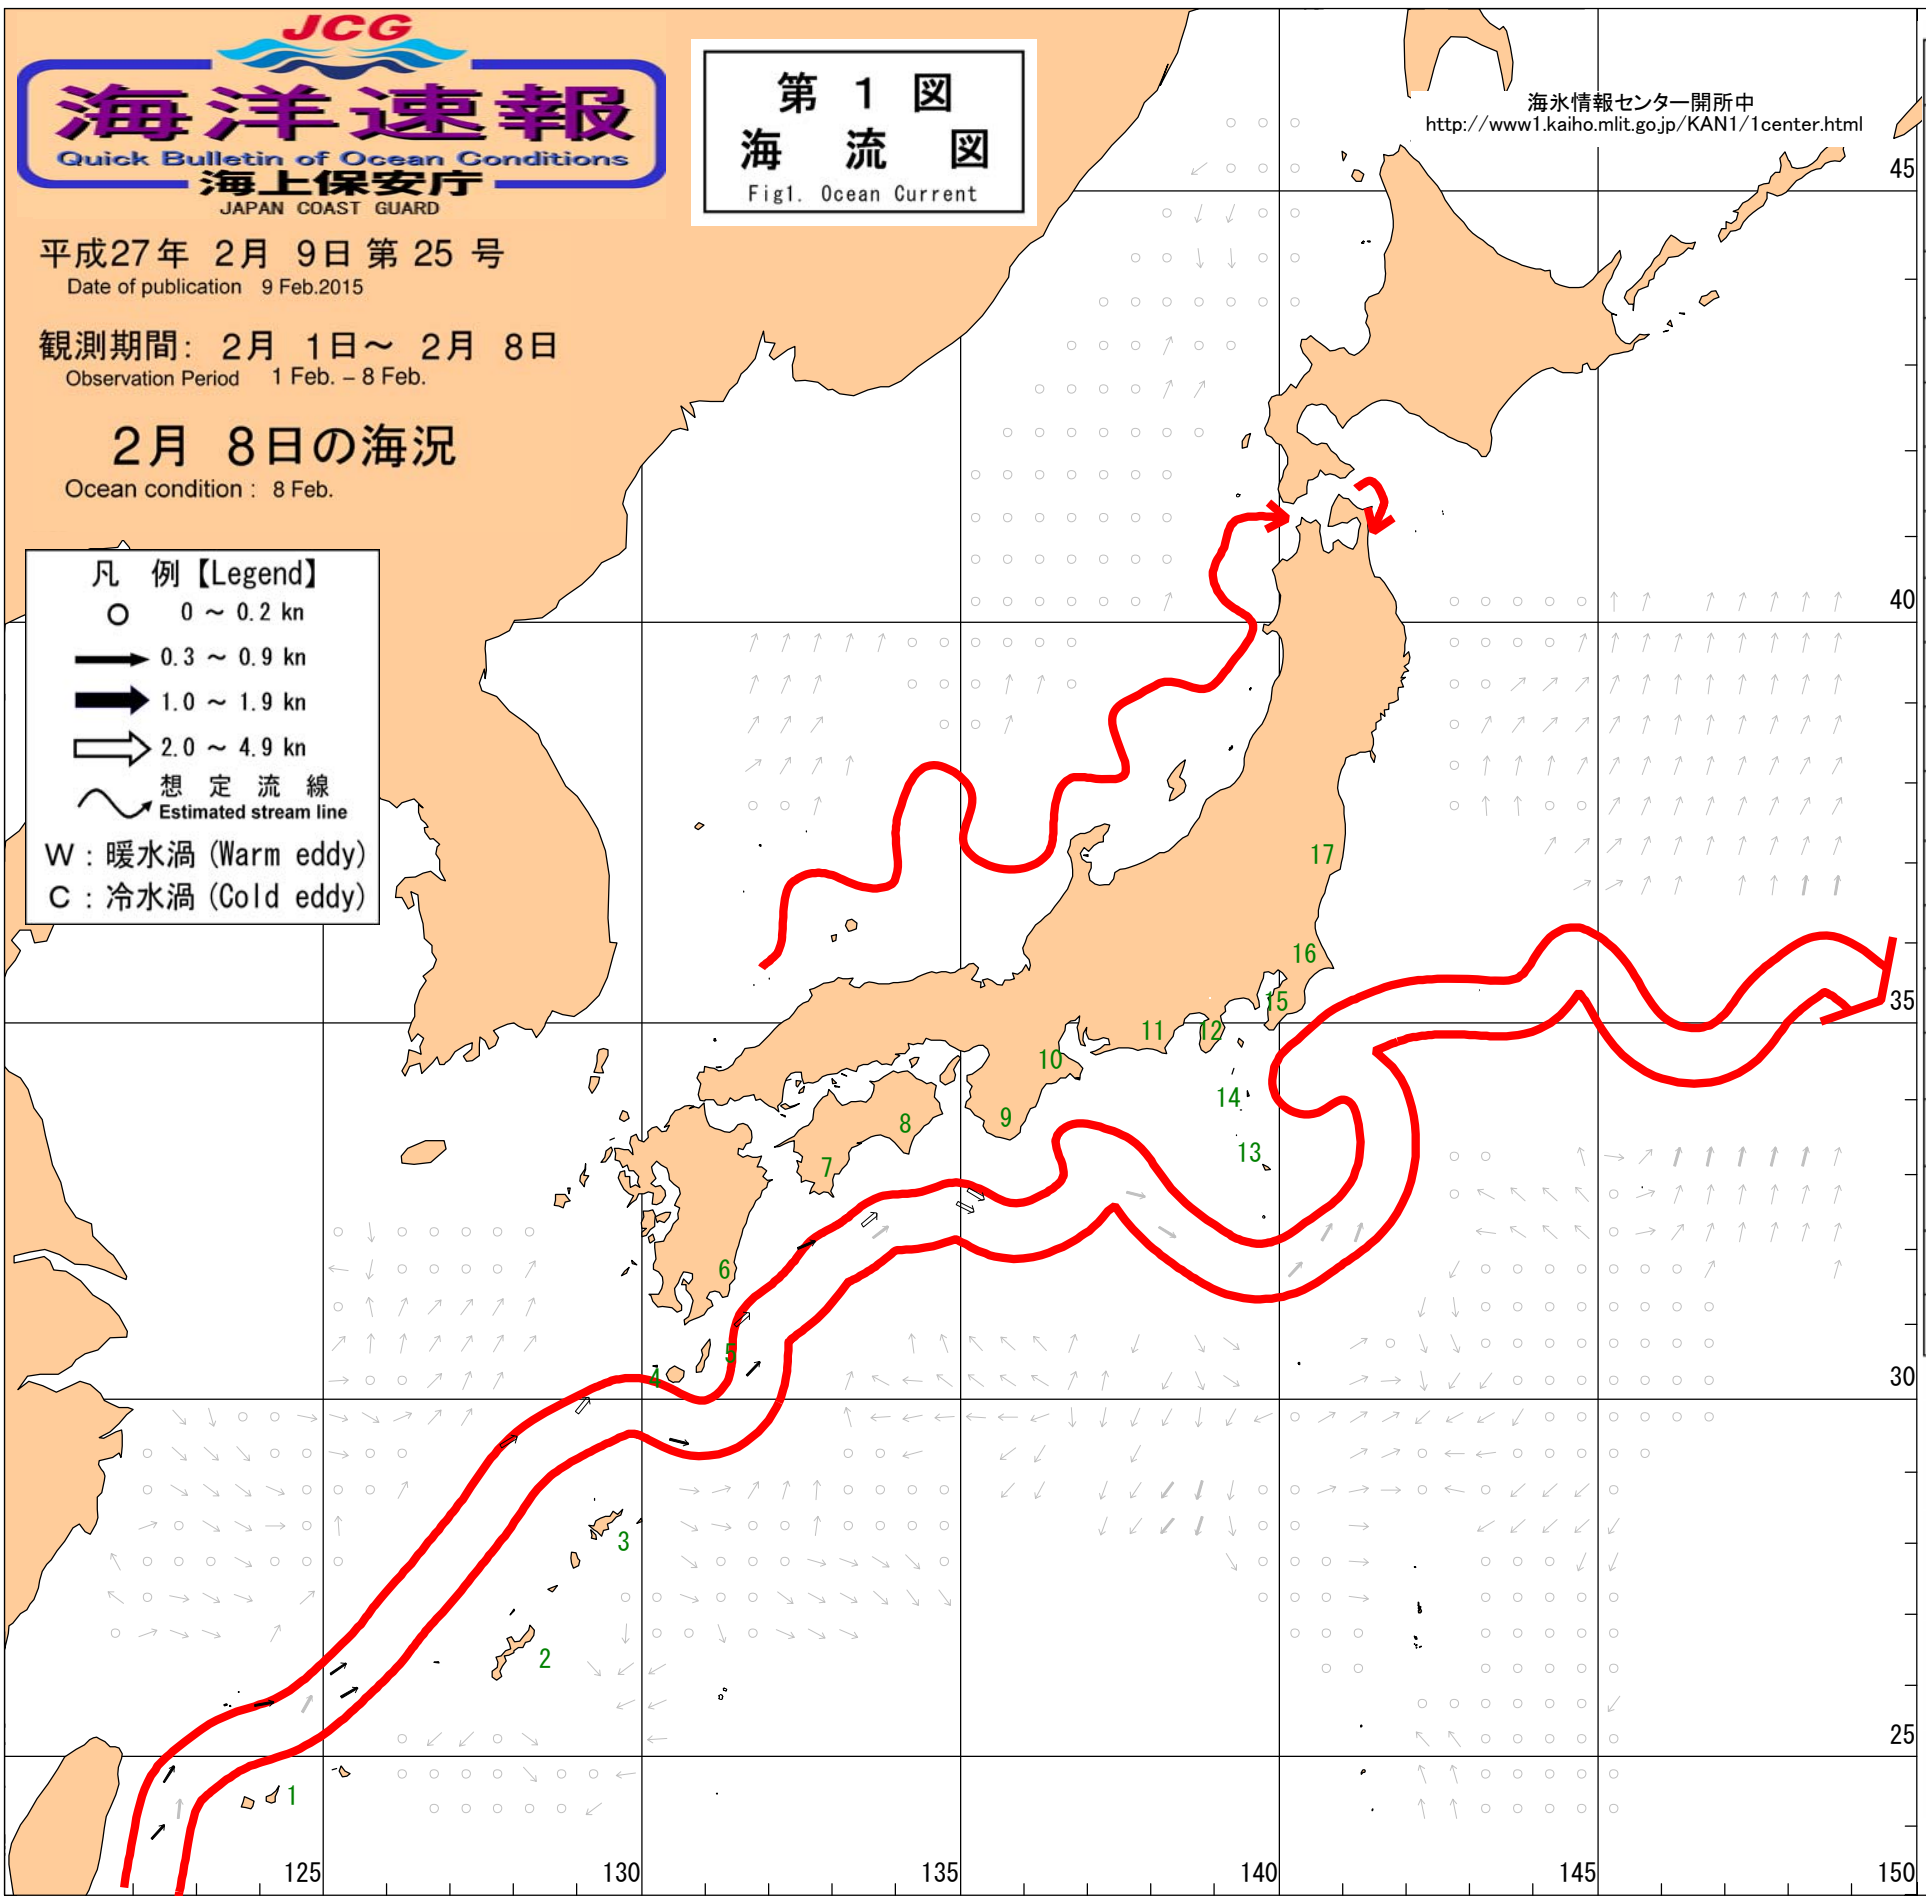 JCG
海洋速報
Quick Bulletin of Ocean Conditions
海上保安庁
JAPAN COAST GUARD
平成27年 2月 9日 第 25 号
Date of publication 9 Feb.2015
観測期間: 2月 1日～ 2月 8日
Observation Period 1 Feb. – 8 Feb.
2月 8日の海況
Ocean condition : 8 Feb.
第 1 図
海 流 図
Fig1. Ocean Current
海氷情報センター開所中
http://www1.kaiho.mlit.go.jp/KAN1/1center.html
凡 例【Legend】
0 ～ 0.2 kn
0.3 ～ 0.9 kn
1.0 ～ 1.9 kn
2.0 ～ 4.9 kn
想 定 流 線
Estimated stream line
W : 暖水渦 (Warm eddy)
C : 冷水渦 (Cold eddy)
45
40
35
30
25
17
16
15
12
11
10
14
13
9
8
7
6
5
4
3
2
1
125
130
135
140
145
150